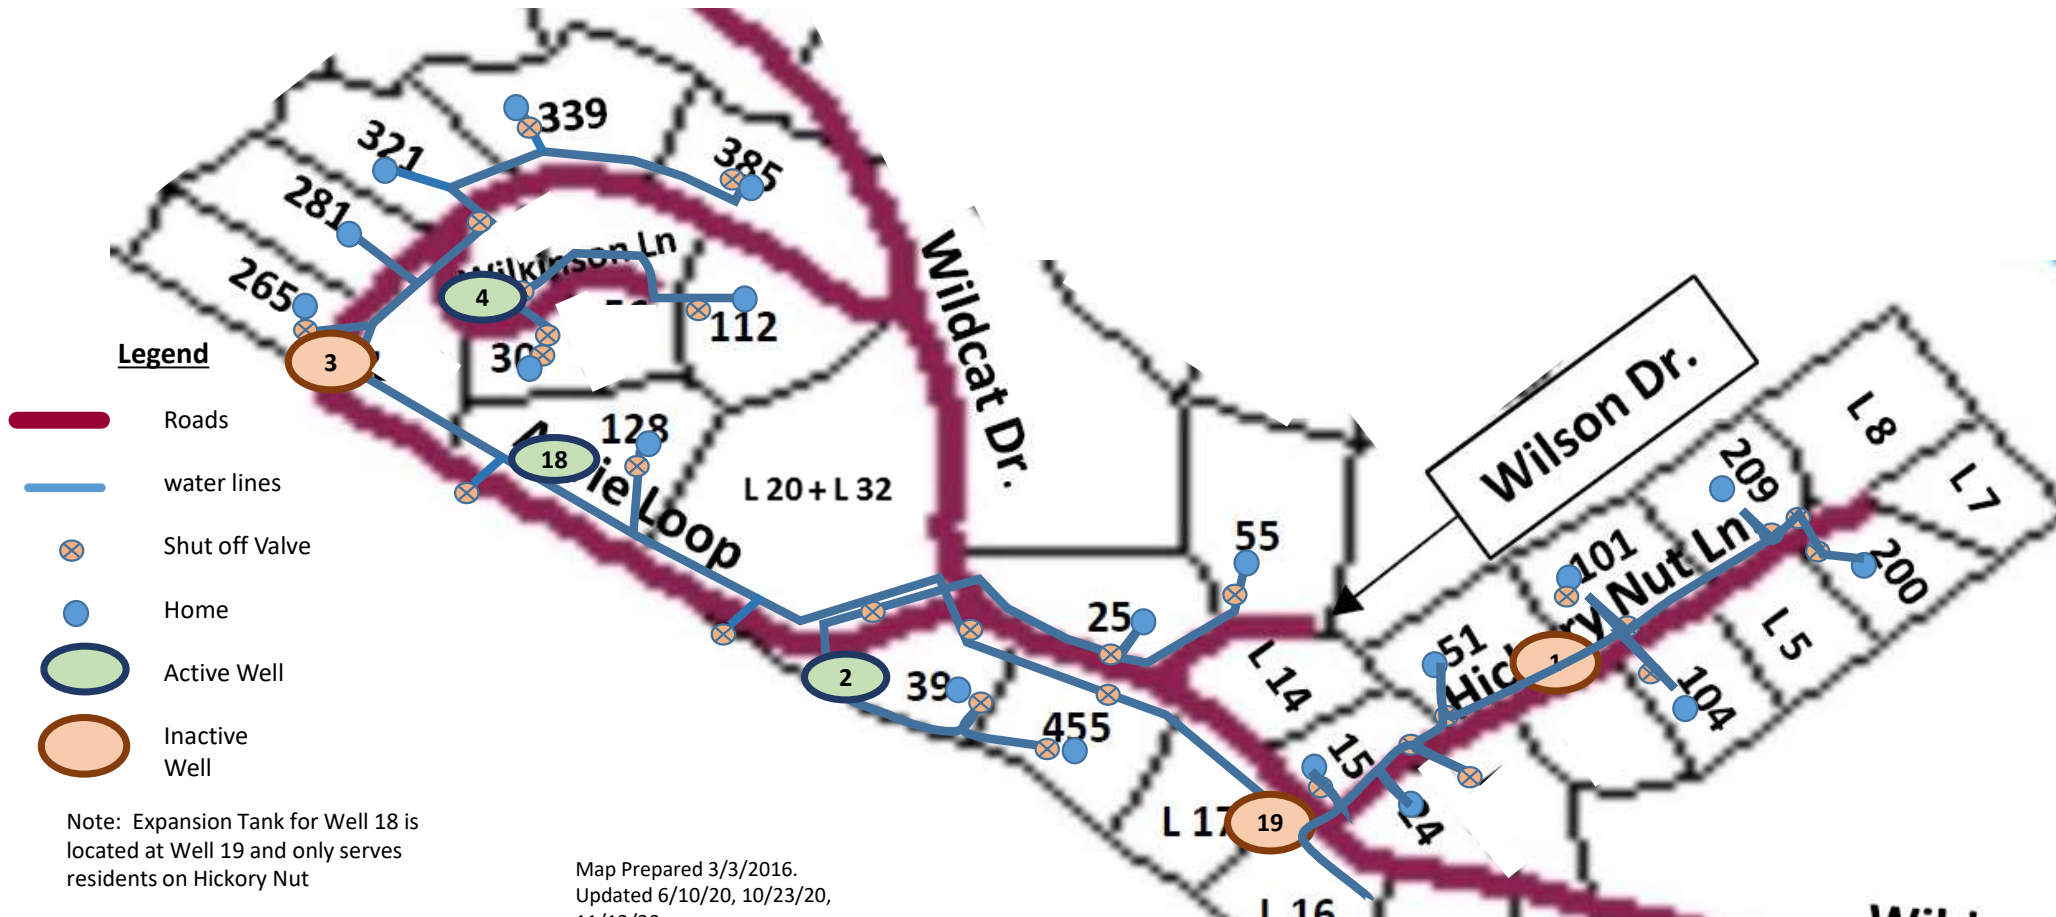 339
321
385
281
Wilkinson Ln
265
4
112
Wildcat Dr.
3
30
Legend
Wilson Dr.
L 8
128
209
18
L 20 + L 32
L 7
Roads
Loop
water lines
55
101
Hickory Nut Ln
200
Shut off Valve
25
L 5
Home
51
1
L 14
Active Well
2
39
104
455
15
Inactive
Well
L 17
19
24
Note: Expansion Tank for Well 18 is
located at Well 19 and only serves
residents on Hickory Nut
Map Prepared 3/3/2016.
Updated 6/10/20, 10/23/20,
L 16